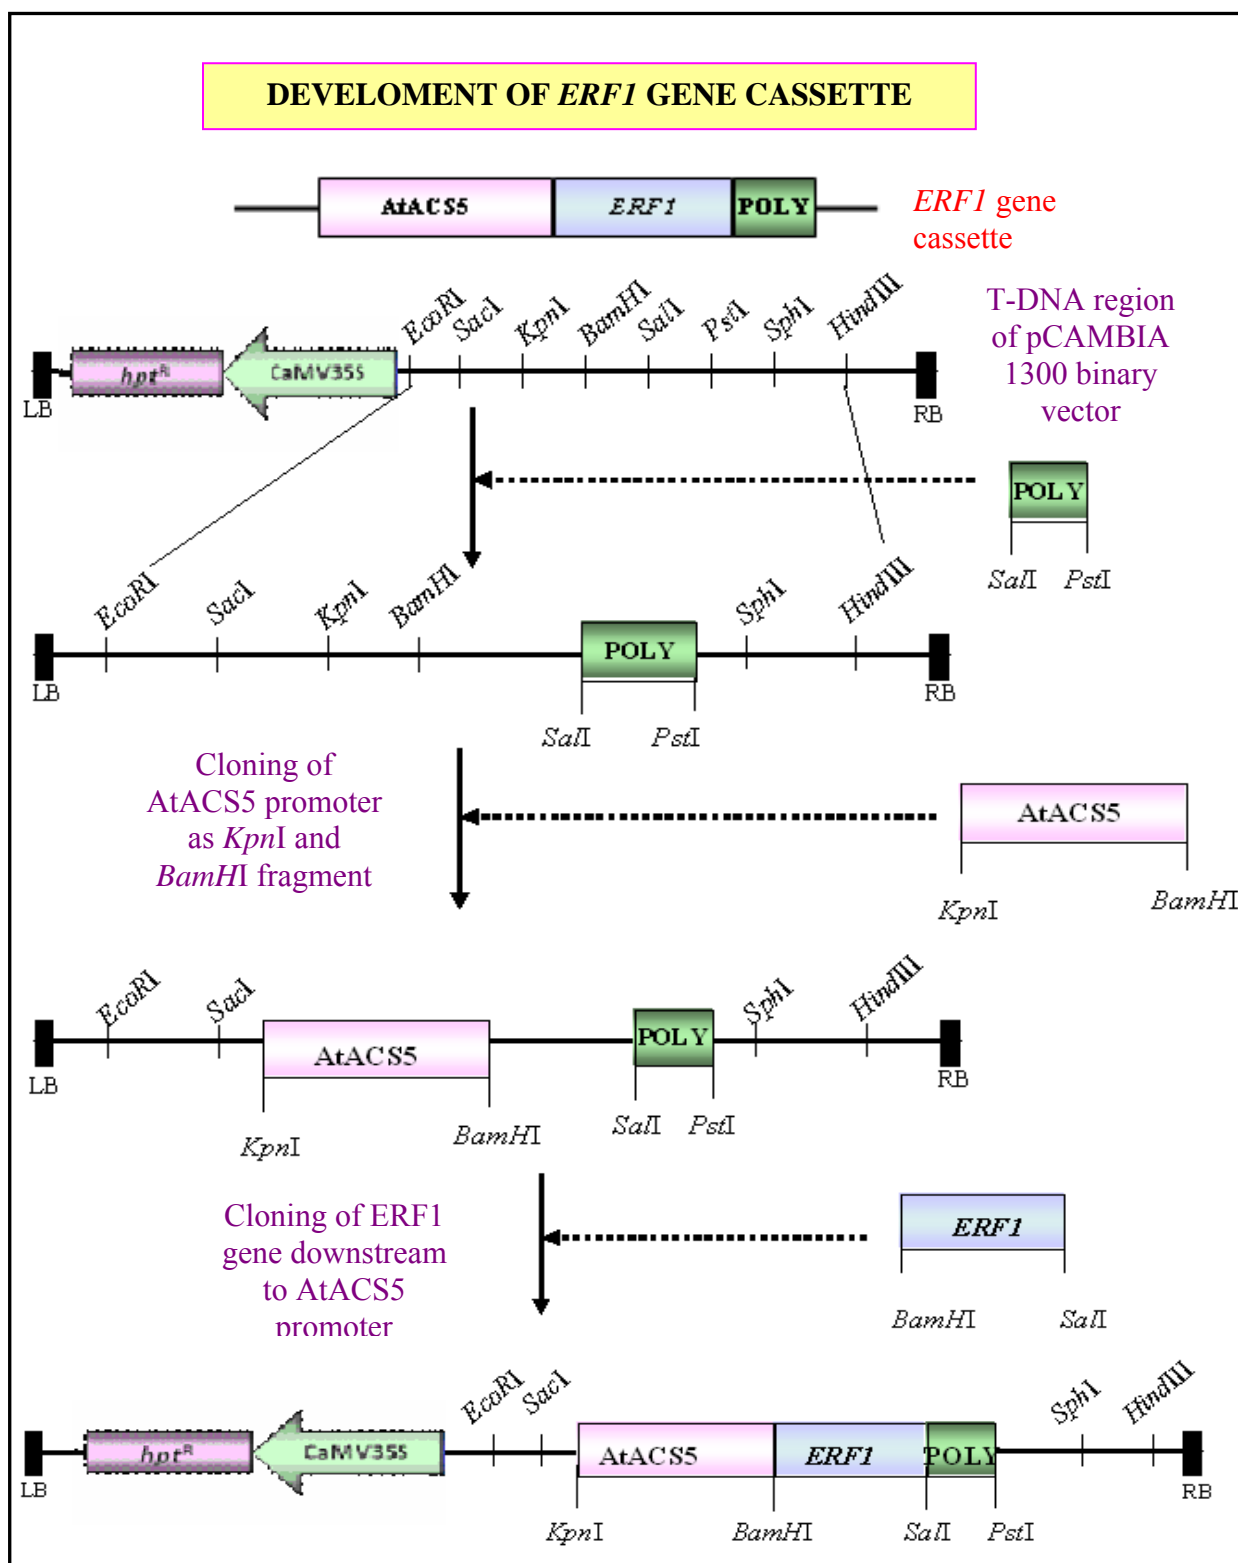 DEVELOMENT OF ERF1 GENE CASSETTE
AtACS5 ERF1 POLY
ERF1 gene
cassette
EcoRI SacI KpnI BamHI SalI PstI SphI HindIII
T-DNA region
of pCAMBIA
1300 binary
vector
hptR CaMV35S
LB RB
POLY
SalI PstI
EcoRI SacI KpnI BamHI SphI HindIII
POLY
LB RB
SalI PstI
Cloning of
AtACS5 promoter
as KpnI and
BamHI fragment
AtACS5
KpnI BamHI
EcoRI SacI SphI HindIII
AtACS5 POLY
LB RB
KpnI BamHI SalI PstI
Cloning of ERF1
gene downstream
to AtACS5
promoter
ERF1
BamHI SalI
EcoRI SacI SphI HindIII
hptR CaMV35S AtACS5 ERF1 POLY
LB RB
KpnI BamHI SalI PstI